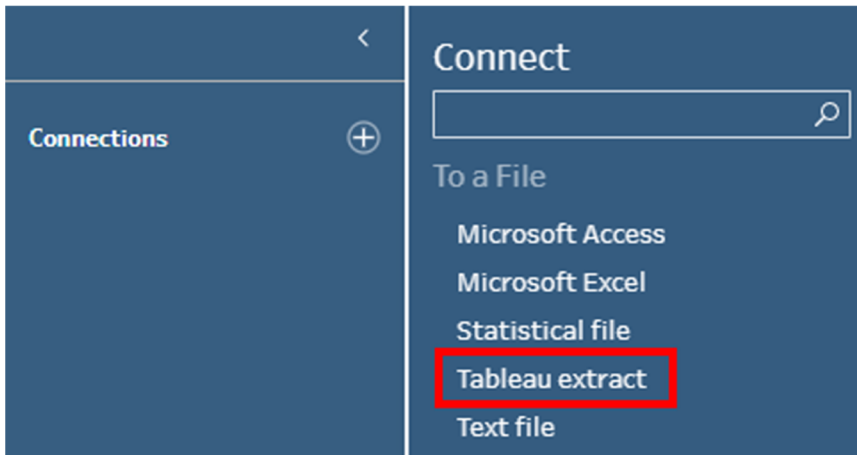 Connections
Connect
To a File
Microsoft Access
Microsoft Excel
Statistical file
Tableau extract
Text file